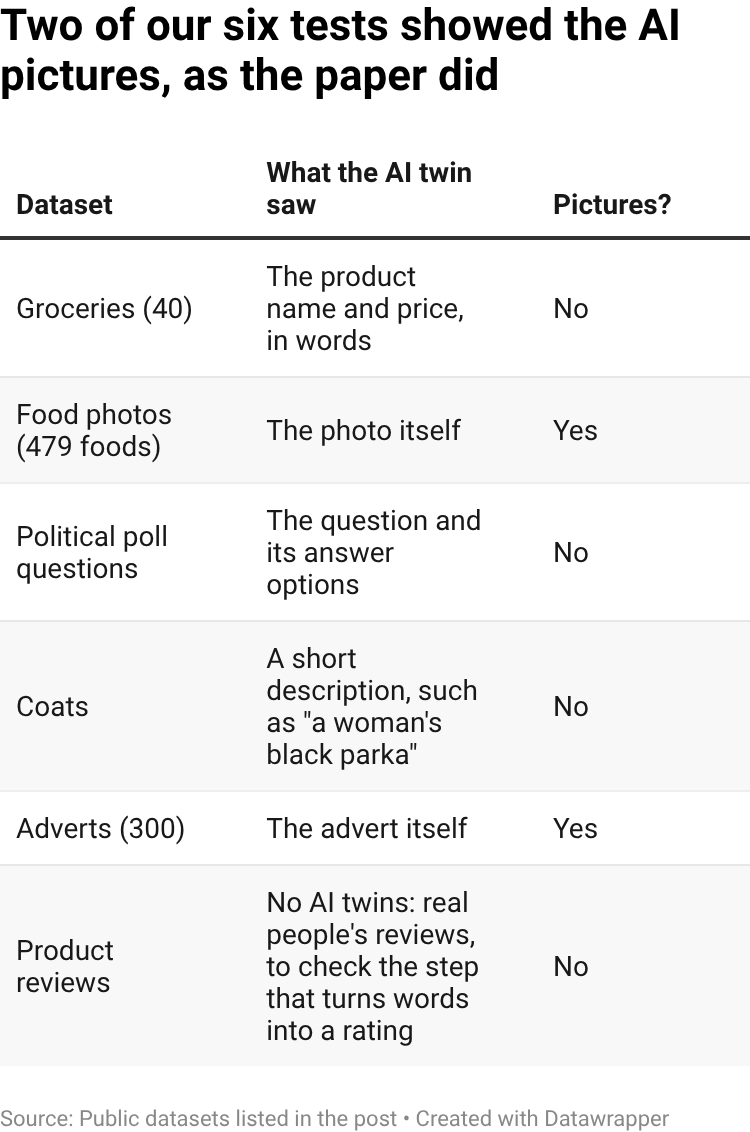 Two of our six tests showed the AI
pictures, as the paper did
Dataset
What the AI twin
saw
Pictures?
Groceries (40)
The product
name and price,
in words
No
Food photos
(479 foods)
The photo itself
Yes
Political poll
questions
The question and
its answer
options
No
Coats
A short
description, such
as "a woman's
black parka"
No
Adverts (300)
The advert itself
Yes
Product
reviews
No AI twins: real
people's reviews,
to check the step
that turns words
into a rating
No
Source: Public datasets listed in the post • Created with Datawrapper